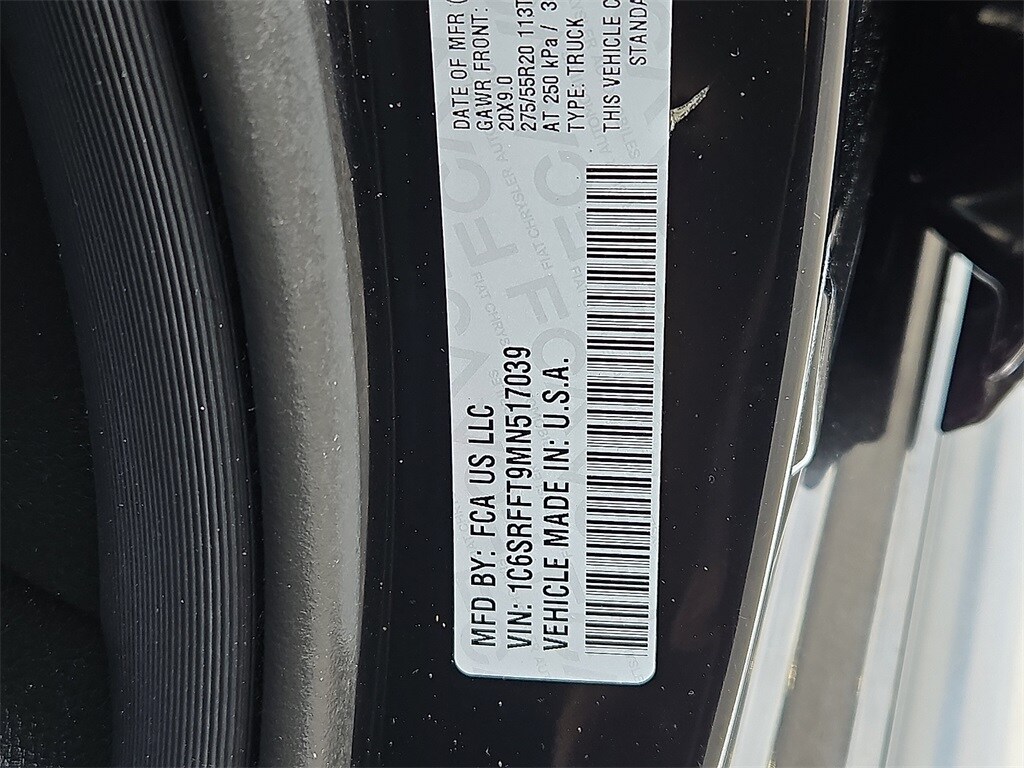 MFD BY: FCA US LLC
VIN: 1C6SRFFT9MN517039
VEHICLE MADE IN: U.S.A.
DATE OF MFR
GAWR FRONT:
20X9.0
275/55R20 113T
AT 250 kPa / 3
TYPE: TRUCK
THIS VEHICLE C
STANDA